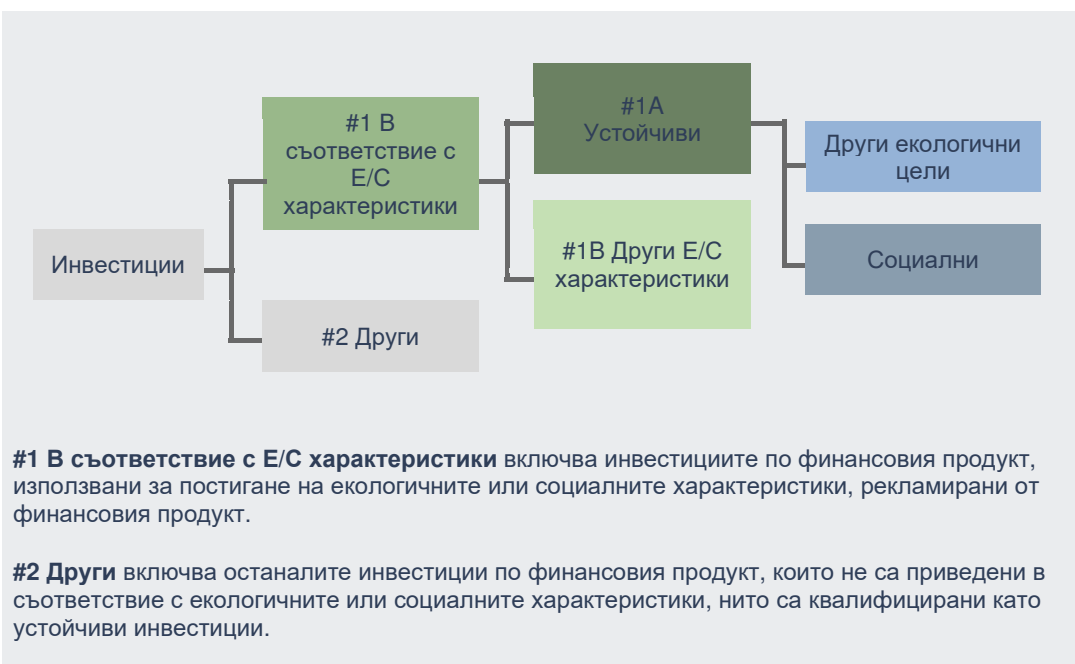 #1A
Устойчиви
#1 В
съответствие с
Е/С
характеристики
Други екологични
цели
Инвестиции
#1В Други Е/С
характеристики
Социални
#2 Други
#1 В съответствие с Е/С характеристики включва инвестициите по финансовия продукт,
използвани за постигане на екологичните или социалните характеристики, рекламирани от
финансовия продукт.
#2 Други включва останалите инвестиции по финансовия продукт, които не са приведени в
съответствие с екологичните или социалните характеристики, нито са квалифицирани като
устойчиви инвестиции.